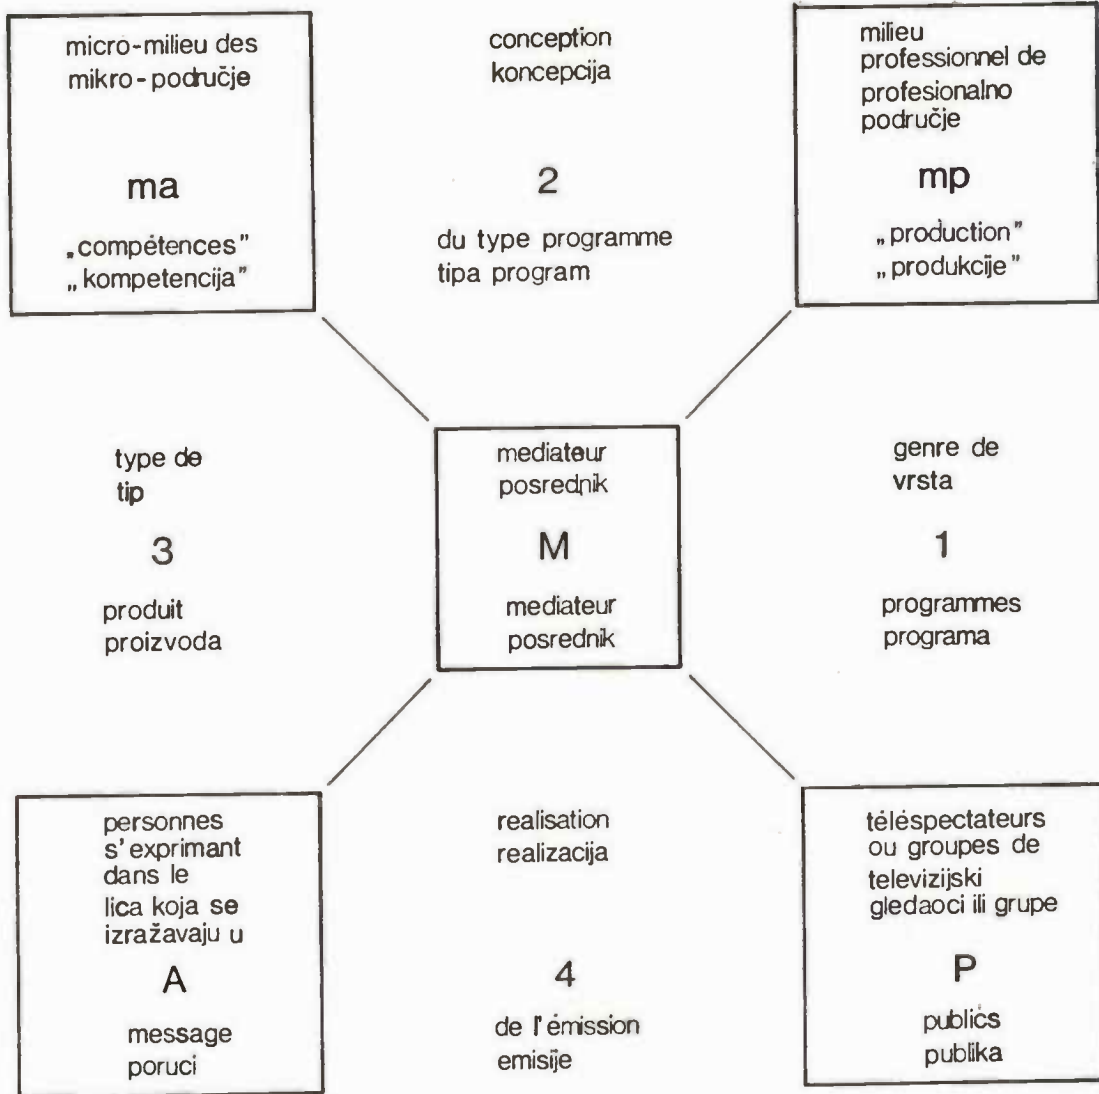 micro-milieu des
mikro-područje
ma
„compétences”
„kompetencija”
conception
koncepcija
2
du type programme
tipa program
milieu
professionnel de
profesionalno
područje
mp
„production”
„produkcije”
type de
tip
3
produit
proizvoda
mediateur
posrednik
M
mediateur
posrednik
genre de
vrsta
1
programmes
programa
personnes
s'exprimant
dans le
lica koja se
izražavaju u
A
message
poruci
realisation
realizacija
4
de l'émission
emisije
téléspectateurs
ou groupes de
televizijski
gledaoci ili grupe
P
publics
publika